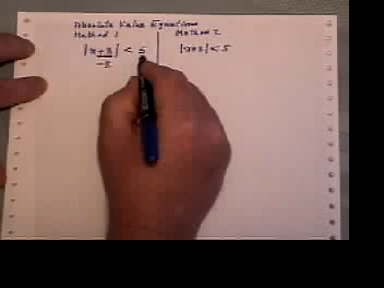 Absolute Value Equations
Method 1
Method 2
|x + 3| < 5
-3
|x+3| < 5